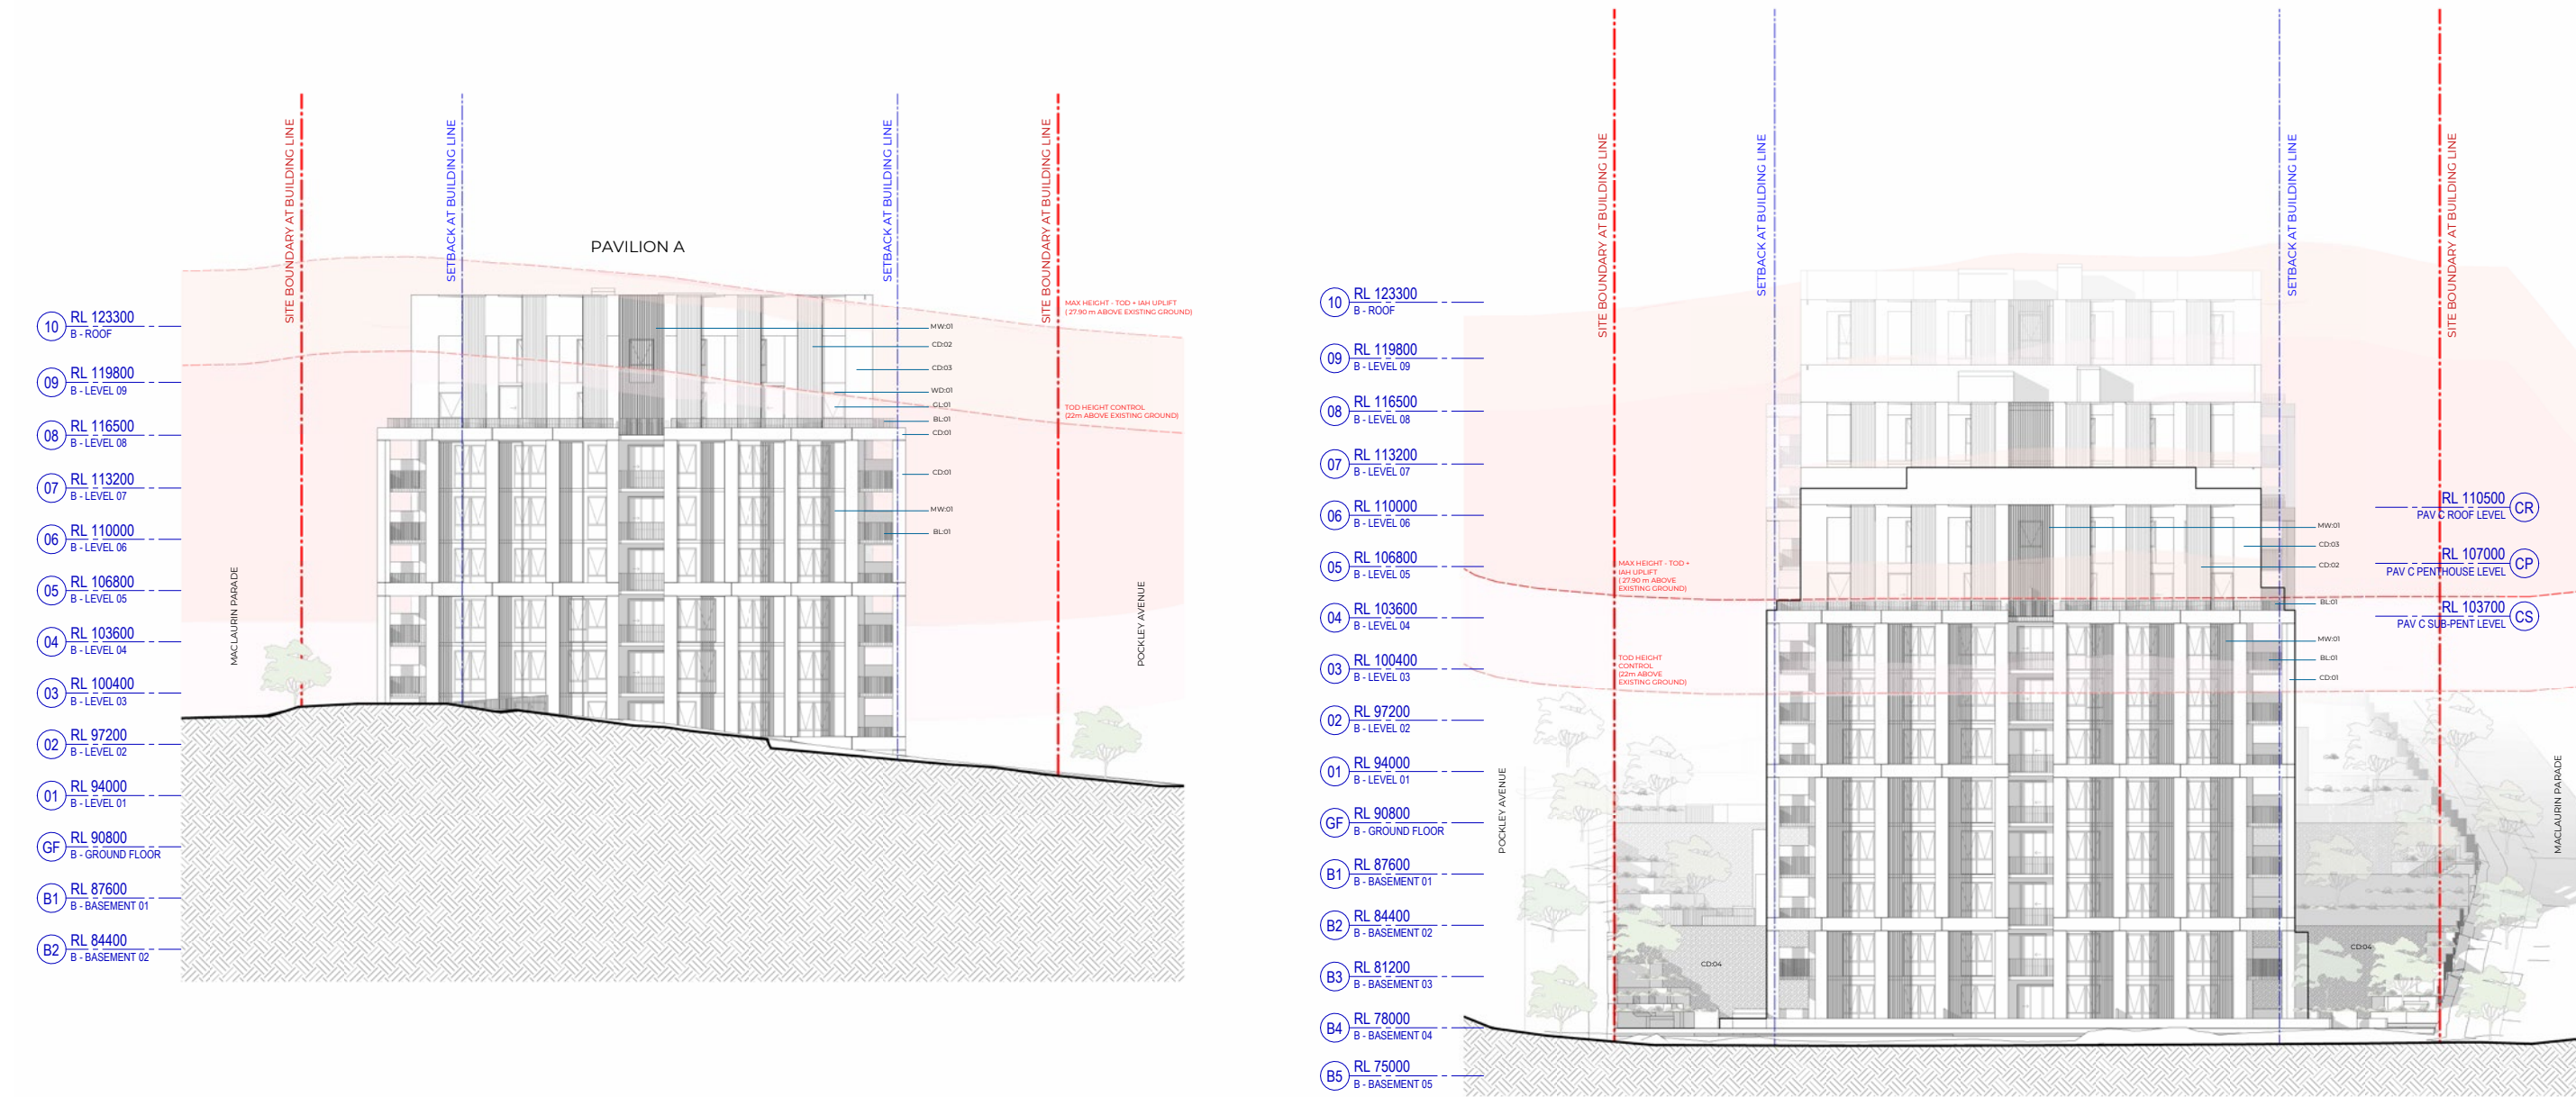 PAVILION A
SITE BOUNDARY AT BUILDING LINE
SETBACK AT BUILDING LINE
SETBACK AT BUILDING LINE
SITE BOUNDARY AT BUILDING LINE
10 RL 123300
B - ROOF
09 RL 119800
B - LEVEL 09
08 RL 116500
B - LEVEL 08
07 RL 113200
B - LEVEL 07
06 RL 110000
B - LEVEL 06
05 RL 106800
B - LEVEL 05
04 RL 103600
B - LEVEL 04
03 RL 100400
B - LEVEL 03
02 RL 97200
B - LEVEL 02
01 RL 94000
B - LEVEL 01
GF RL 90800
B - GROUND FLOOR
B1 RL 87600
B - BASEMENT 01
B2 RL 84400
B - BASEMENT 02
MACLAURIN PARADE
MAX HEIGHT - TOD + IAH UPLIFT
( 27.90 m ABOVE EXISTING GROUND)
MW:01
CD:02
CD:03
WD:01
GL:01
BL:01
CD:01
CD:01
MW:01
BL:01
TOD HEIGHT CONTROL
(22m ABOVE EXISTING GROUND)
POCKLEY AVENUE
SITE BOUNDARY AT BUILDING LINE
SETBACK AT BUILDING LINE
SETBACK AT BUILDING LINE
SITE BOUNDARY AT BUILDING LINE
10 RL 123300
B - ROOF
09 RL 119800
B - LEVEL 09
08 RL 116500
B - LEVEL 08
07 RL 113200
B - LEVEL 07
06 RL 110000
B - LEVEL 06
05 RL 106800
B - LEVEL 05
04 RL 103600
B - LEVEL 04
03 RL 100400
B - LEVEL 03
02 RL 97200
B - LEVEL 02
01 RL 94000
B - LEVEL 01
GF RL 90800
B - GROUND FLOOR
B1 RL 87600
B - BASEMENT 01
B2 RL 84400
B - BASEMENT 02
B3 RL 81200
B - BASEMENT 03
B4 RL 78000
B - BASEMENT 04
B5 RL 75000
B - BASEMENT 05
POCKLEY AVENUE
MAX HEIGHT - TOD +
IAH UPLIFT
( 27.90 m ABOVE
EXISTING GROUND)
TOD HEIGHT
CONTROL
(22m ABOVE
EXISTING GROUND)
CD:04
MW:01
CD:03
CD:02
BL:01
MW:01
BL:01
CD:01
CD:04
RL 110500 CR
PAV C ROOF LEVEL
RL 107000 CP
PAV C PENTHOUSE LEVEL
RL 103700 CS
PAV C SUB-PENT LEVEL
MACLAURIN PARADE